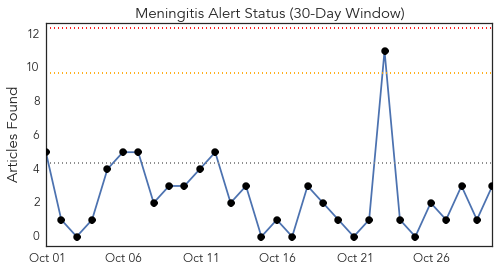 Meningitis Alert Status (30-Day Window)
12
10
8
6
4
2
0
Articles Found
Oct 01
Oct 06
Oct 11
Oct 16
Oct 21
Oct 26